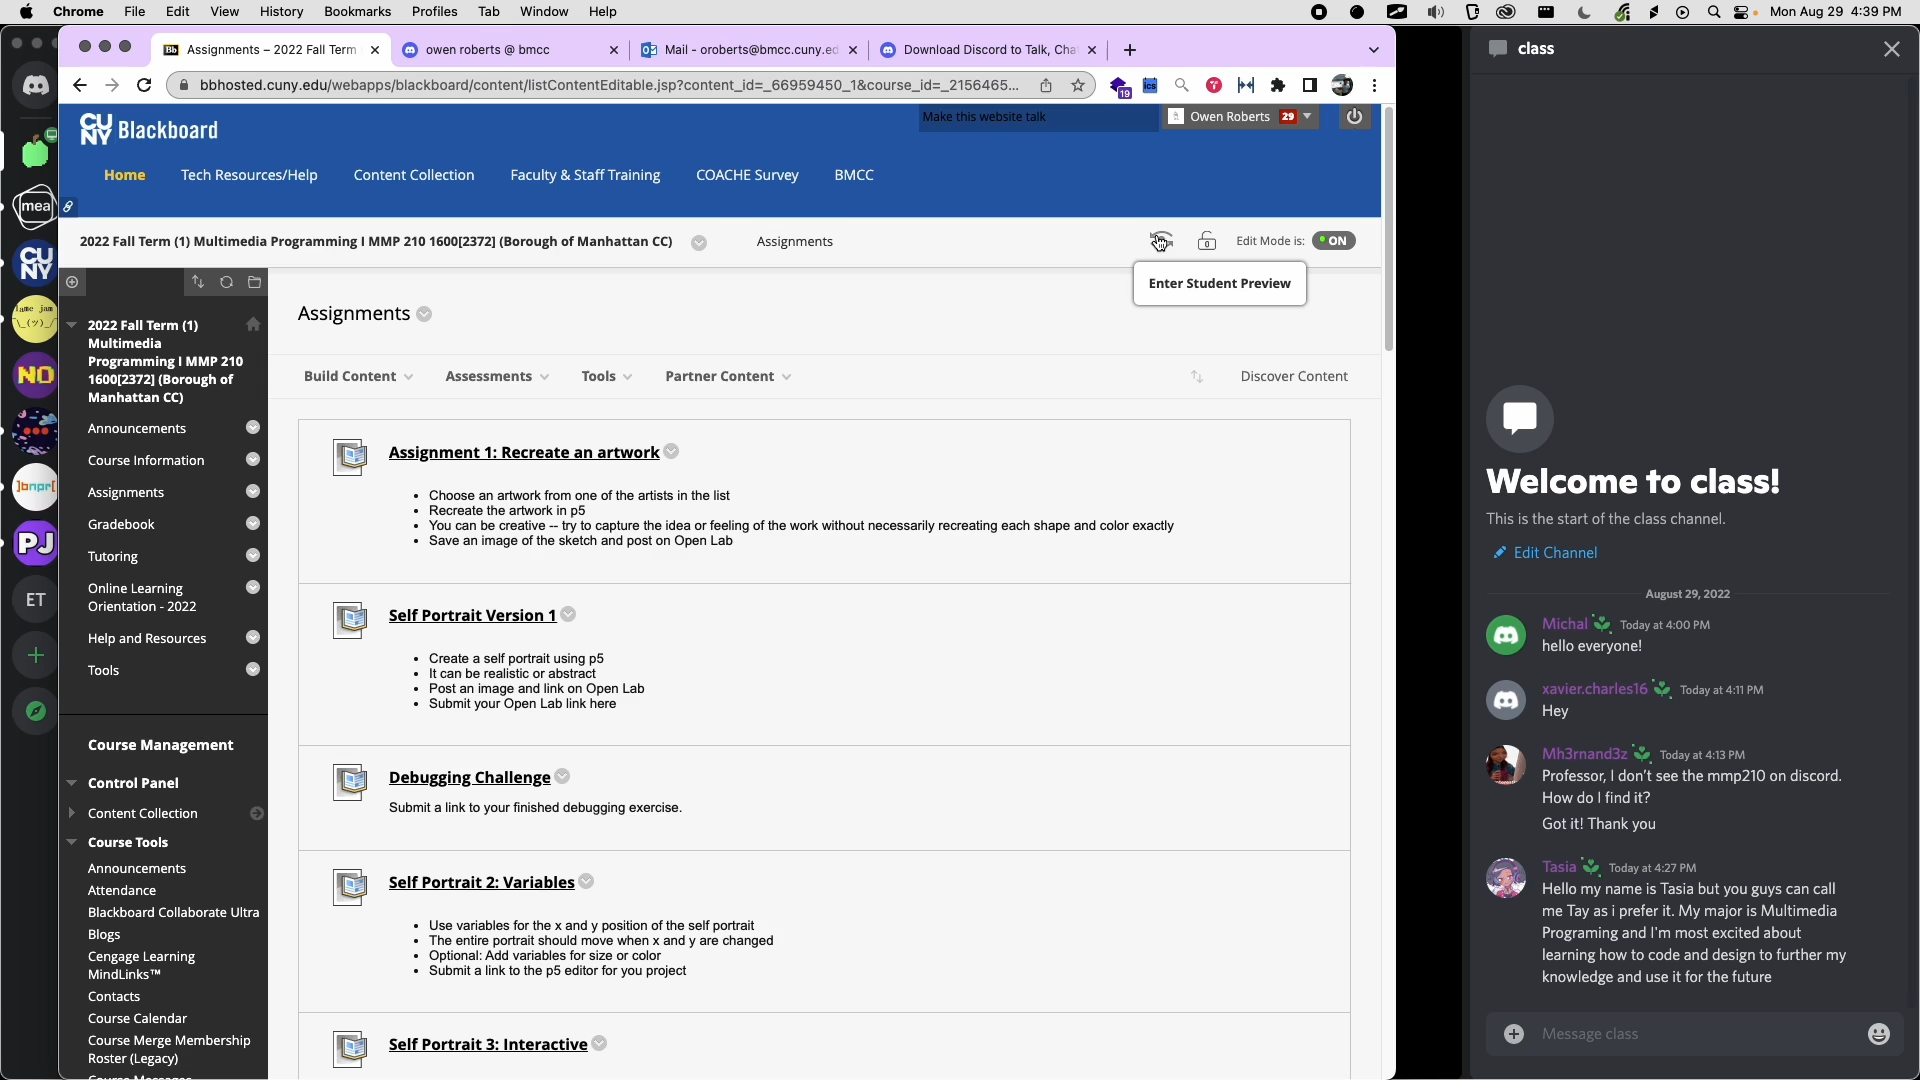 Chrome File Edit View History Bookmarks Profiles Tab Window Help Mon Aug 29 4:39 PM
Assignments – 2022 Fall Term
owen roberts @ bmcc
Mail - oroberts@bmcc.cuny.ed
Download Discord to Talk, Cha
bbhosted.cuny.edu/webapps/blackboard/content/listContentEditable.jsp?content_id=_66959450_1&course_id=_2156465...
19
CU
NY Blackboard
Make this website talk
Owen Roberts 29
Home Tech Resources/Help Content Collection Faculty & Staff Training COACHE Survey BMCC
2022 Fall Term (1) Multimedia Programming I MMP 210 1600[2372] (Borough of Manhattan CC) Assignments
Edit Mode is: ON
Enter Student Preview
mea
CU
NY
lame jam
¯\_(ツ)_/¯
NO
]bnpr[
PJ
ET
2022 Fall Term (1)
Multimedia
Programming I MMP 210
1600[2372] (Borough of
Manhattan CC)
Announcements
Course Information
Assignments
Gradebook
Tutoring
Online Learning
Orientation - 2022
Help and Resources
Tools
Course Management
Control Panel
Content Collection
Course Tools
Announcements
Attendance
Blackboard Collaborate Ultra
Blogs
Cengage Learning
MindLinks™
Contacts
Course Calendar
Course Merge Membership
Roster (Legacy)
Course Messages
Assignments
Build Content Assessments Tools Partner Content Discover Content
Assignment 1: Recreate an artwork
• Choose an artwork from one of the artists in the list
• Recreate the artwork in p5
• You can be creative -- try to capture the idea or feeling of the work without necessarily recreating each shape and color exactly
• Save an image of the sketch and post on Open Lab
Self Portrait Version 1
• Create a self portrait using p5
• It can be realistic or abstract
• Post an image and link on Open Lab
• Submit your Open Lab link here
Debugging Challenge
Submit a link to your finished debugging exercise.
Self Portrait 2: Variables
• Use variables for the x and y position of the self portrait
• The entire portrait should move when x and y are changed
• Optional: Add variables for size or color
• Submit a link to the p5 editor for you project
Self Portrait 3: Interactive
class
Welcome to class!
This is the start of the class channel.
Edit Channel
August 29, 2022
Michal Today at 4:00 PM
hello everyone!
xavier.charles16 Today at 4:11 PM
Hey
Mh3rnand3z Today at 4:13 PM
Professor, I don't see the mmp210 on discord.
How do I find it?
Got it! Thank you
Tasia Today at 4:27 PM
Hello my name is Tasia but you guys can call
me Tay as i prefer it. My major is Multimedia
Programing and I'm most excited about
learning how to code and design to further my
knowledge and use it for the future
Message class